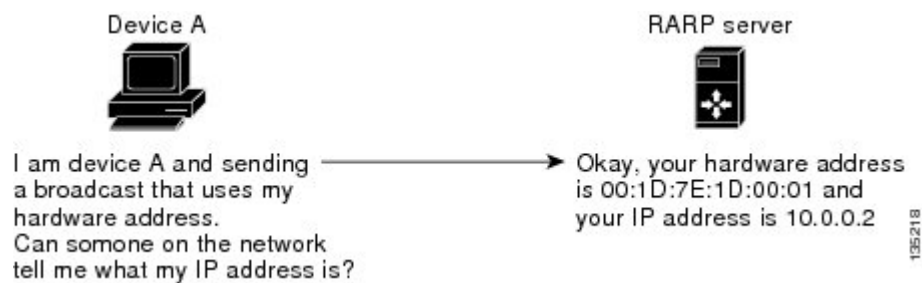 Device A
RARP server
I am device A and sending
a broadcast that uses my
hardware address.
Can somone on the network
tell me what my IP address is?
Okay, your hardware address
is 00:1D:7E:1D:00:01 and
your IP address is 10.0.0.2
135218